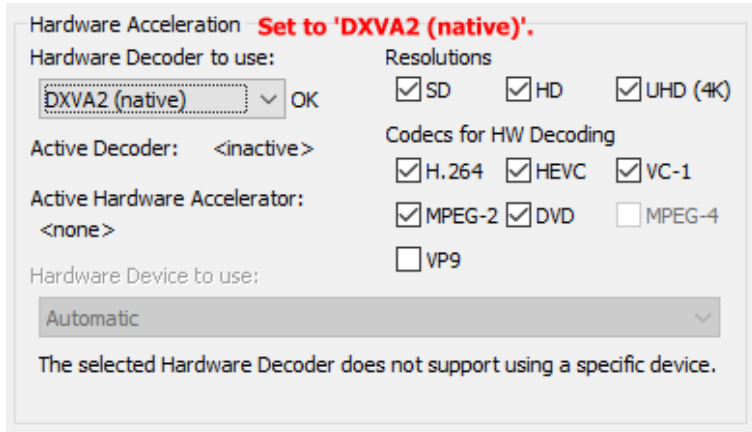 Hardware Acceleration Set to 'DXVA2 (native)'.
Hardware Decoder to use:
DXVA2 (native) OK
Active Decoder: <inactive>
Active Hardware Accelerator:
<none>
Hardware Device to use:
Automatic
The selected Hardware Decoder does not support using a specific device.
Resolutions
SD HD UHD (4K)
Codecs for HW Decoding
H.264 HEVC VC-1
MPEG-2 DVD MPEG-4
VP9